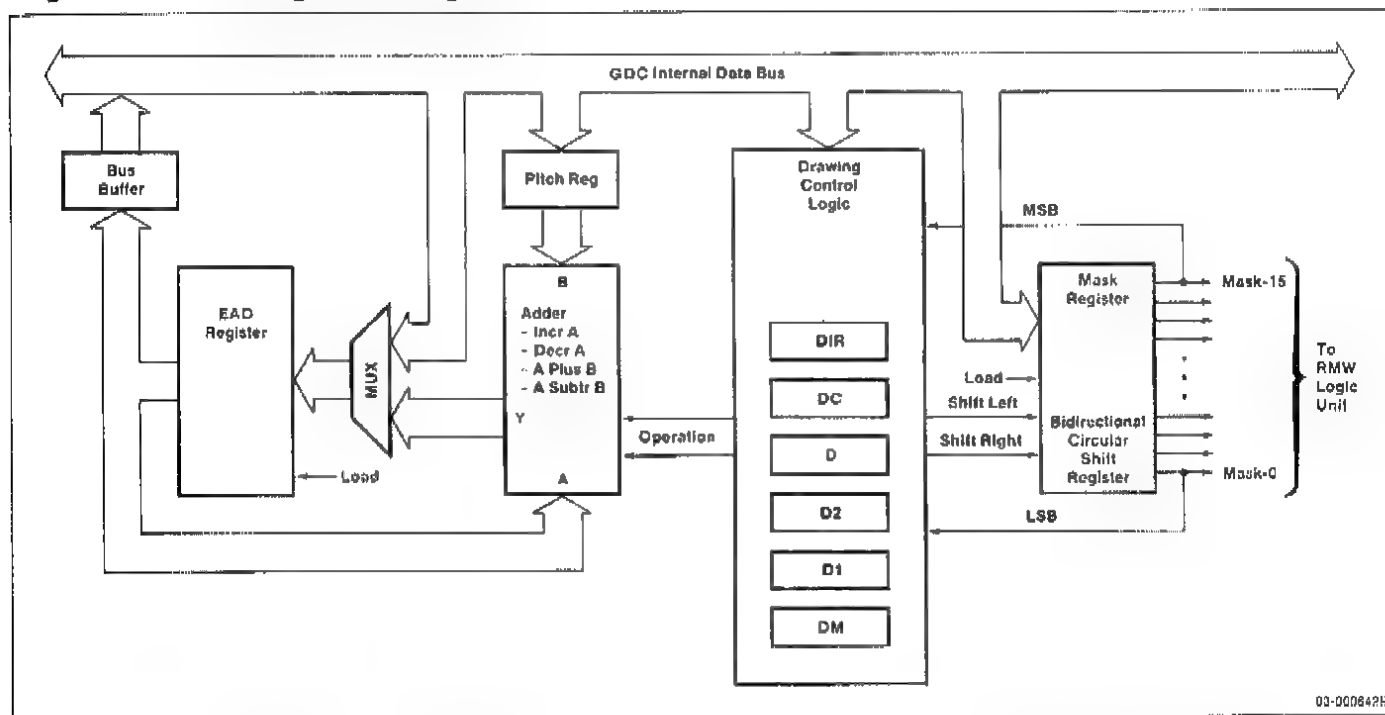 GDC Internal Data Bus
Bus
Buffer
Pitch Reg
Drawing
Control
Logic
MSB
EAD
Register
MUX
B
Adder
- Incr A
- Decr A
- A Plus B
- A Subtr B
Y
A
Load
Operation
DIR
DC
D
D2
D1
DM
Mask
Register
Load
Shift Left
Shift Right
Bidirectional
Circular
Shift
Register
LSB
Mask-15
Mask-0
To
RMW
Logic
Unit